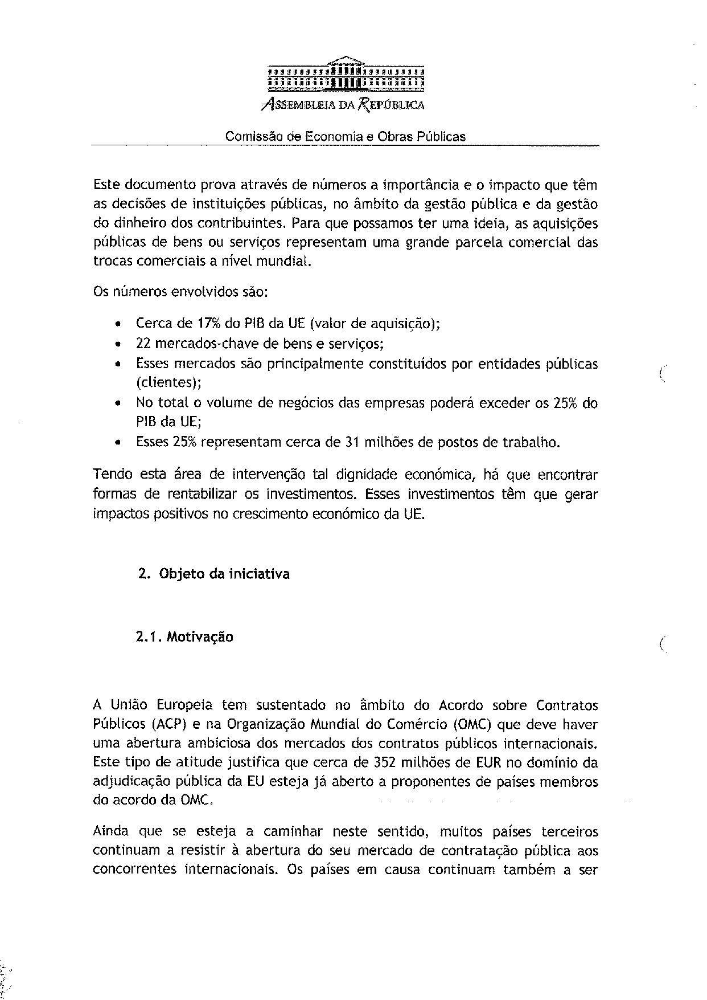 ASSEMBLEIA DA REPÚBLICA
Comissão de Economia e Obras Públicas
Este documento prova através de números a importância e o impacto que têm
as decisões de instituições públicas, no âmbito da gestão pública e da gestão
do dinheiro dos contribuintes. Para que possamos ter uma ideia, as aquisições
públicas de bens ou serviços representam uma grande parcela comercial das
trocas comerciais a nível mundial.
Os números envolvidos são:
• Cerca de 17% do PIB da UE (valor de aquisição);
• 22 mercados-chave de bens e serviços;
• Esses mercados são principalmente constituídos por entidades públicas
(clientes);
• No total o volume de negócios das empresas poderá exceder os 25% do
PIB da UE;
• Esses 25% representam cerca de 31 milhões de postos de trabalho.
Tendo esta área de intervenção tal dignidade económica, há que encontrar
formas de rentabilizar os investimentos. Esses investimentos têm que gerar
impactos positivos no crescimento económico da UE.
2. Objeto da iniciativa
2.1. Motivação
A União Europeia tem sustentado no âmbito do Acordo sobre Contratos
Públicos (ACP) e na Organização Mundial do Comércio (OMC) que deve haver
uma abertura ambiciosa dos mercados dos contratos públicos internacionais.
Este tipo de atitude justifica que cerca de 352 milhões de EUR no domínio da
adjudicação pública da EU esteja já aberto a proponentes de países membros
do acordo da OMC.
Ainda que se esteja a caminhar neste sentido, muitos países terceiros
continuam a resistir à abertura do seu mercado de contratação pública aos
concorrentes internacionais. Os países em causa continuam também a ser